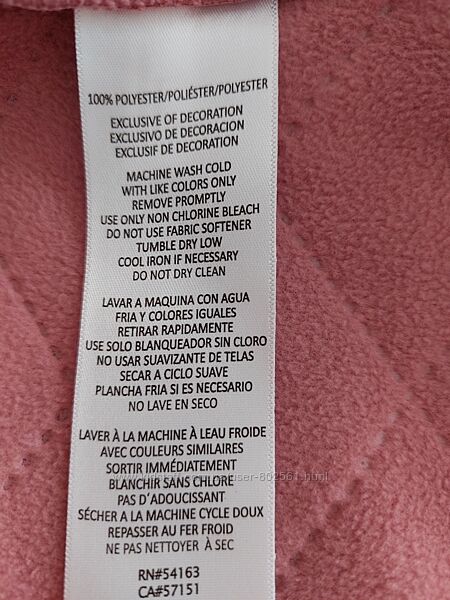 100% POLYESTER/POLIÉSTER/POLYESTER
EXCLUSIVE OF DECORATION
EXCLUSIVO DE DECORACION
EXCLUSIF DE DECORATION
MACHINE WASH COLD
WITH LIKE COLORS ONLY
REMOVE PROMPTLY
USE ONLY NON CHLORINE BLEACH
DO NOT USE FABRIC SOFTENER
TUMBLE DRY LOW
COOL IRON IF NECESSARY
DO NOT DRY CLEAN
LAVAR A MAQUINA CON AGUA
FRIA Y COLORES IGUALES
RETIRAR RAPIDAMENTE
USE SOLO BLANQUEADOR SIN CLORO
NO USAR SUAVIZANTE DE TELAS
SECAR A CICLO SUAVE
PLANCHA FRIA SI ES NECESARIO
NO LAVE EN SECO
LAVER À LA MACHINE À LEAU FROIDE
AVEC COULEURS SIMILAIRES
SORTIR IMMÉDIATEMENT
BLANCHIR SANS CHLORE
PAS D'ADOUCISSANT
SÉCHER A LA MACHINE CYCLE DOUX
REPASSER AU FER FROID
NE PAS NETTOYER À SEC
RN#54163
CA#57151